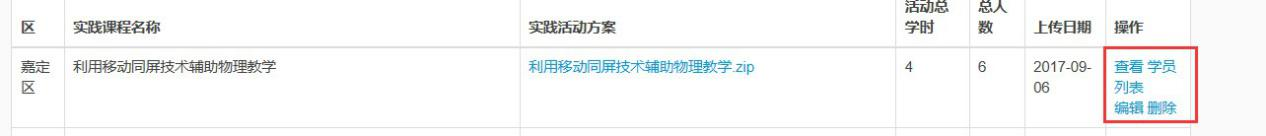 区 实践课程名称 实践活动方案 活动总学时 总人数 上传日期 操作
嘉定区 利用移动同屏技术辅助物理教学 利用移动同屏技术辅助物理教学.zip 4 6 2017-09-06 查看 学员列表
编辑 删除